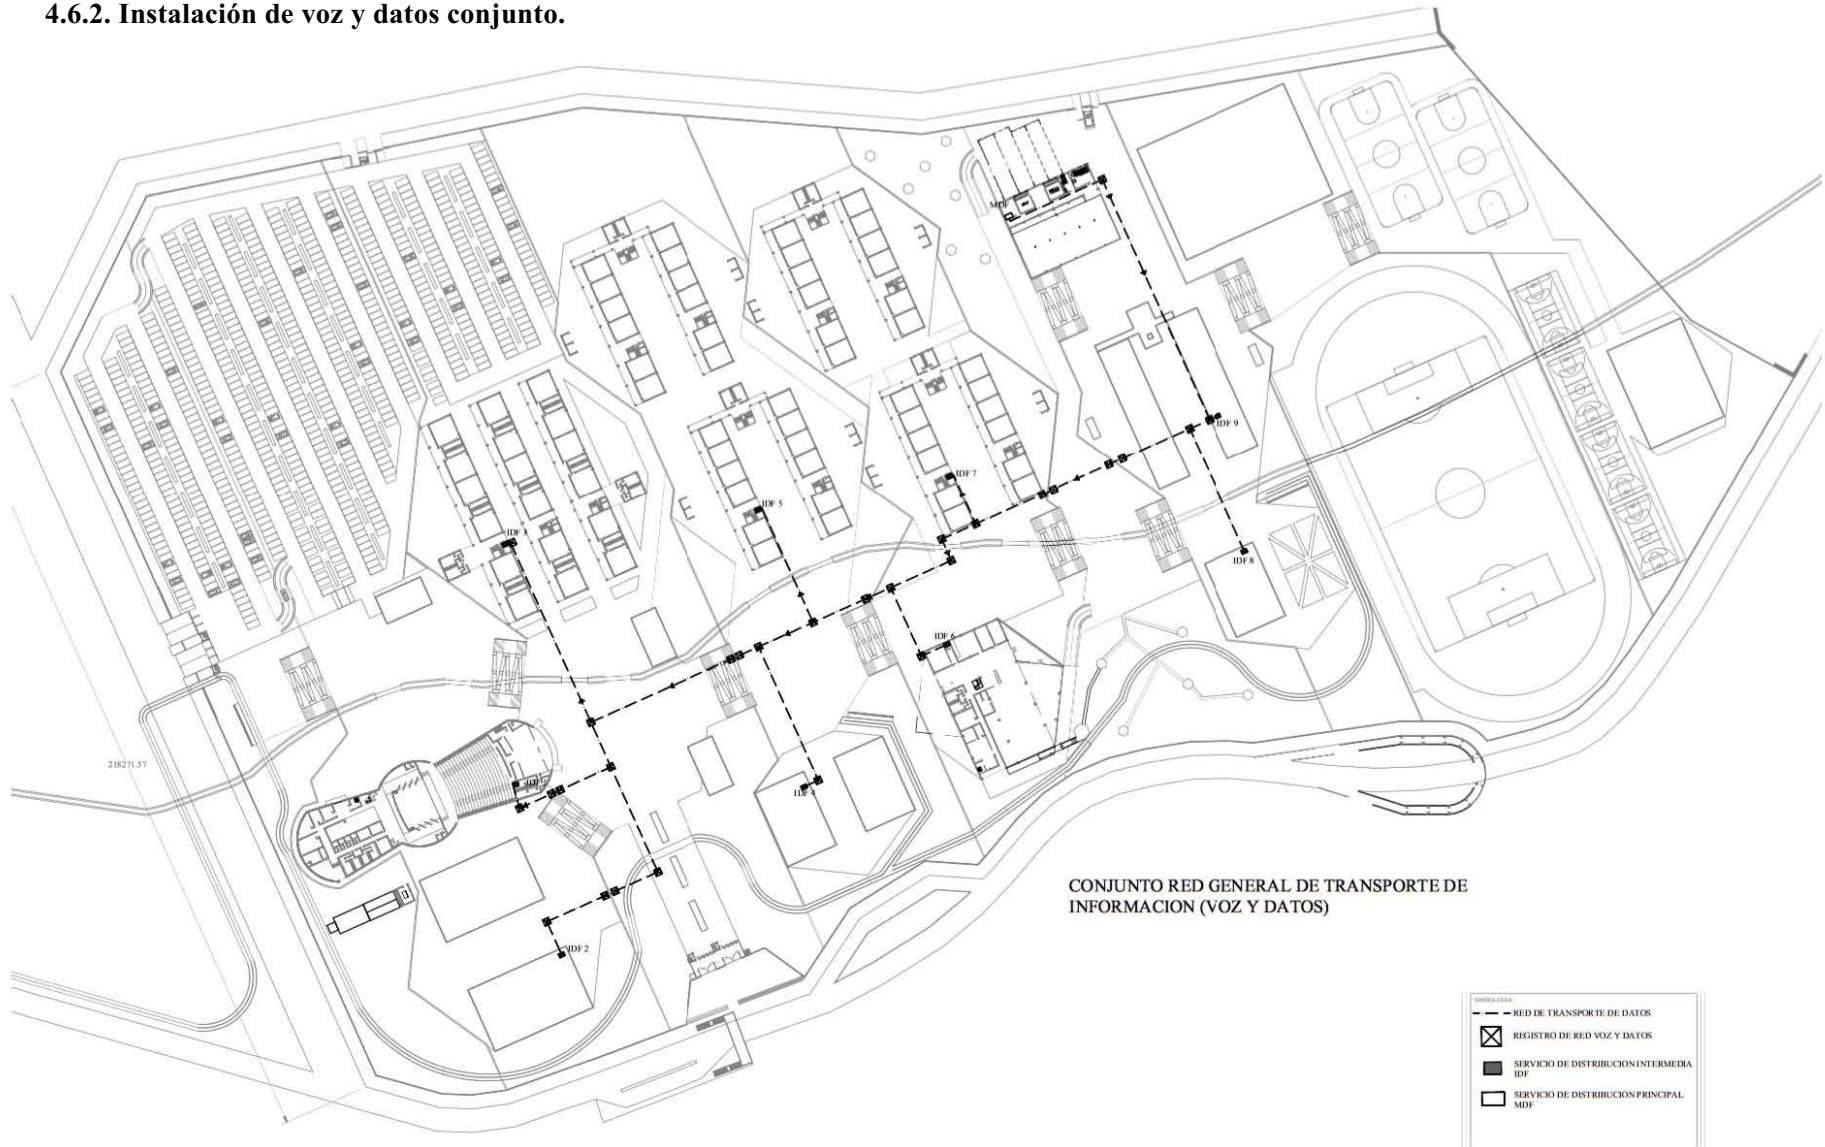 4.6.2. Instalación de voz y datos conjunto.
MDF
IDF 9
IDF 7
IDF 5
IDF 3
IDF 8
IDF 6
218271.57
IDF 4
IDF 2
CONJUNTO RED GENERAL DE TRANSPORTE DE
INFORMACION (VOZ Y DATOS)
RED DE TRANSPORTE DE DATOS
REGISTRO DE RED VOZ Y DATOS
SERVICIO DE DISTRIBUCION INTERMEDIA
IDF
SERVICIO DE DISTRIBUCION PRINCIPAL
MDF